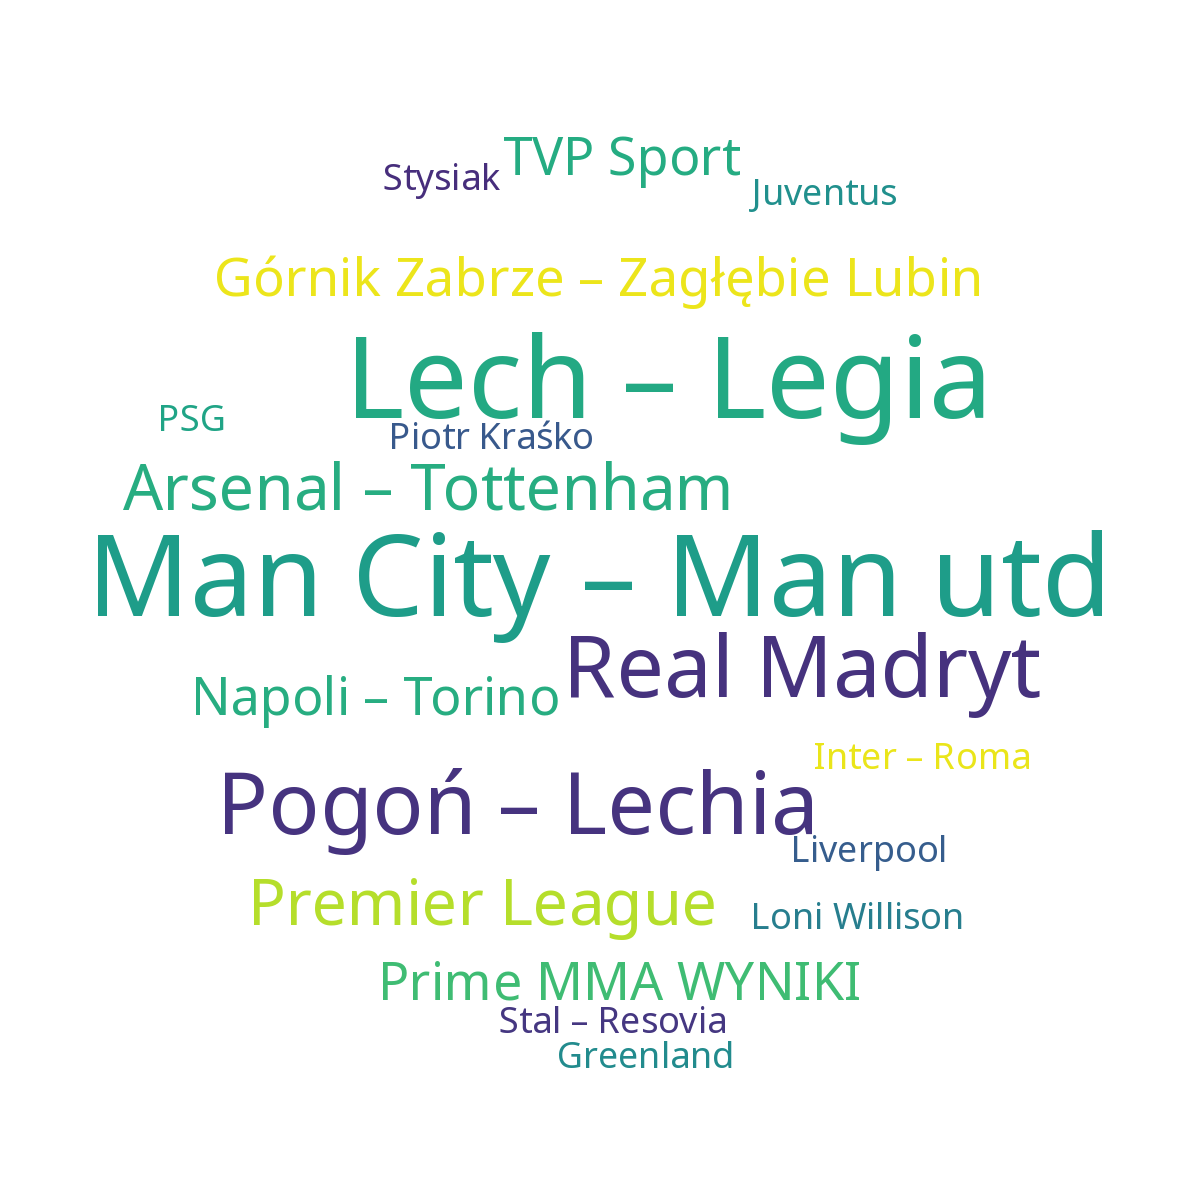 TVP Sport
Stysiak
Juventus
Górnik Zabrze – Zagłębie Lubin
Lech – Legia
PSG
Piotr Kraśko
Arsenal – Tottenham
Man City – Man utd
Real Madryt
Napoli – Torino
Inter – Roma
Pogoń – Lechia
Liverpool
Premier League
Loni Willison
Prime MMA WYNIKI
Stal – Resovia
Greenland